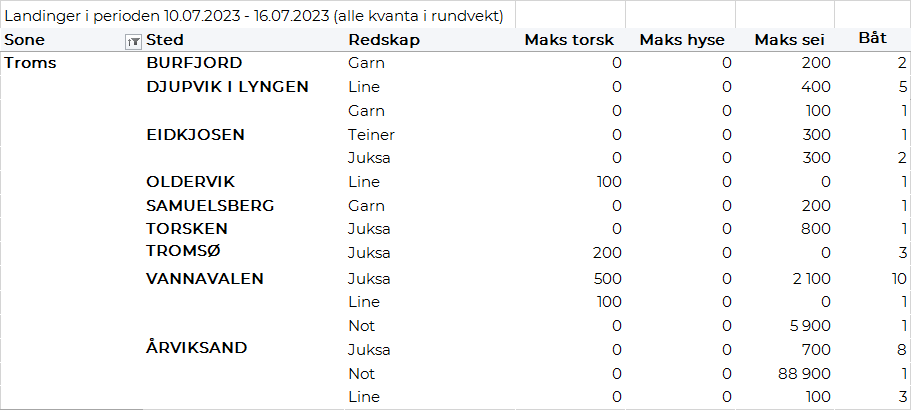 Landinger i perioden 10.07.2023 - 16.07.2023 (alle kvanta i rundvekt)
Sone Sted Redskap Maks torsk Maks hyse Maks sei Båt
Troms BURFJORD Garn 0 0 200 2
DJUPVIK I LYNGEN Line 0 0 400 5
Garn 0 0 100 1
EIDKJOSEN Teiner 0 0 300 1
Juksa 0 0 300 2
OLDERVIK Line 100 0 0 1
SAMUELSBERG Garn 0 0 200 1
TORSKEN Juksa 0 0 800 1
TROMSØ Juksa 200 0 0 3
VANNAVALEN Juksa 500 0 2 100 10
Line 100 0 0 1
Not 0 0 5 900 1
ÅRVIKSAND Juksa 0 0 700 8
Not 0 0 88 900 1
Line 0 0 100 3